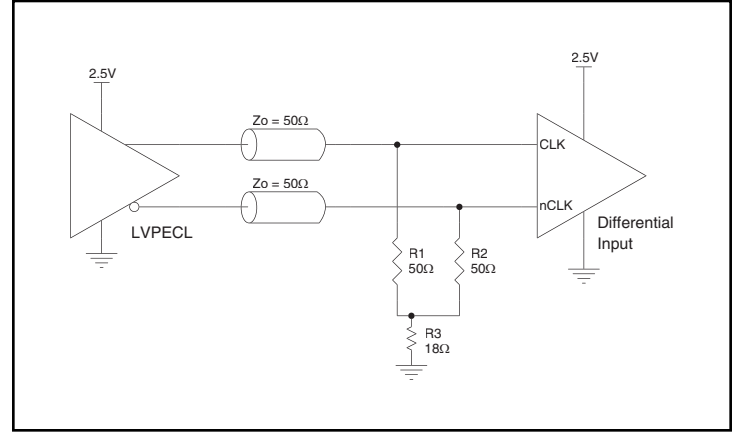 2.5V
2.5V
Zo = 50Ω
CLK
Zo = 50Ω
nCLK
LVPECL
Differential
Input
R1
50Ω
R2
50Ω
R3
18Ω